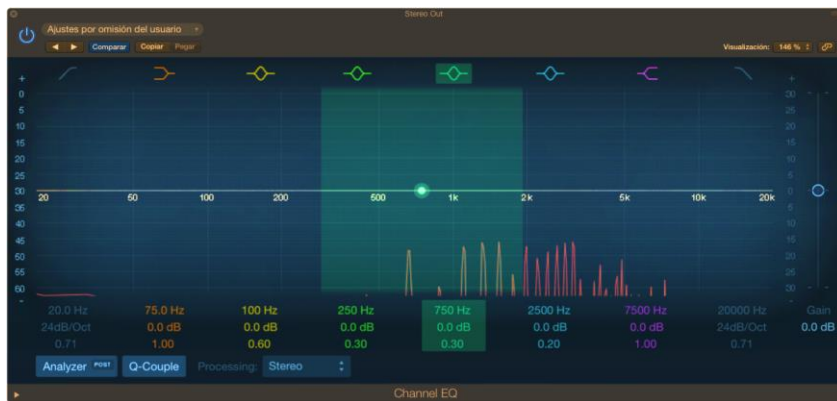 Stereo Out
Ajustes por omisión del usuario
Comparar Copiar Pegar Visualización: 146 %
+ +
0 30
5 25
10 20
15 15
20 10
25 5
30 20 50 100 200 500 1k 2k 5k 10k 20k 0
35 5
40 10
45 15
50 20
55 25
60 30
- -
20.0 Hz 75.0 Hz 100 Hz 250 Hz 750 Hz 2500 Hz 7500 Hz 20000 Hz Gain
24dB/Oct 0.0 dB 0.0 dB 0.0 dB 0.0 dB 0.0 dB 0.0 dB 24dB/Oct 0.0 dB
0.71 1.00 0.60 0.30 0.30 0.20 1.00 0.71
Analyzer POST Q-Couple Processing: Stereo
Channel EQ